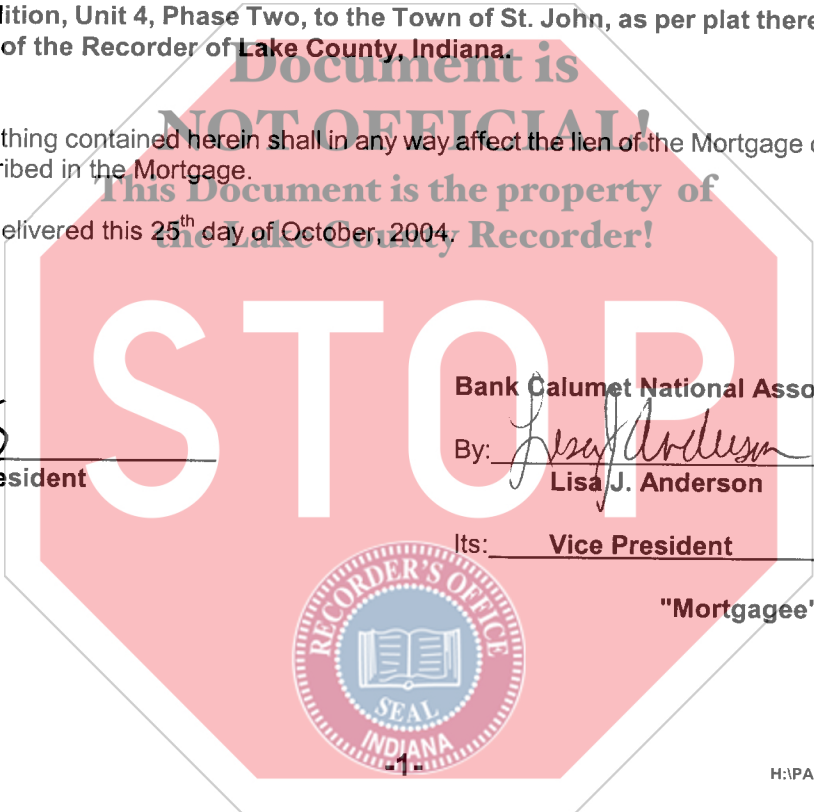 lition, Unit 4, Phase Two, to the Town of St. John, as per plat there
of the Recorder of Lake County, Indiana.
Document is
NOT OFFICIAL!
thing contained herein shall in any way affect the lien of the Mortgage
ribed in the Mortgage.
This Document is the property of
the Lake County Recorder!
elivered this 25th day of October, 2004.
STOP
Bank Calumet National Asso
By: Lisa J Anderson
esident
Lisa J. Anderson
Its: Vice President
"Mortgagee"
RECORDER'S OFFICE
SEAL
INDIANA
-1-
H:\PA